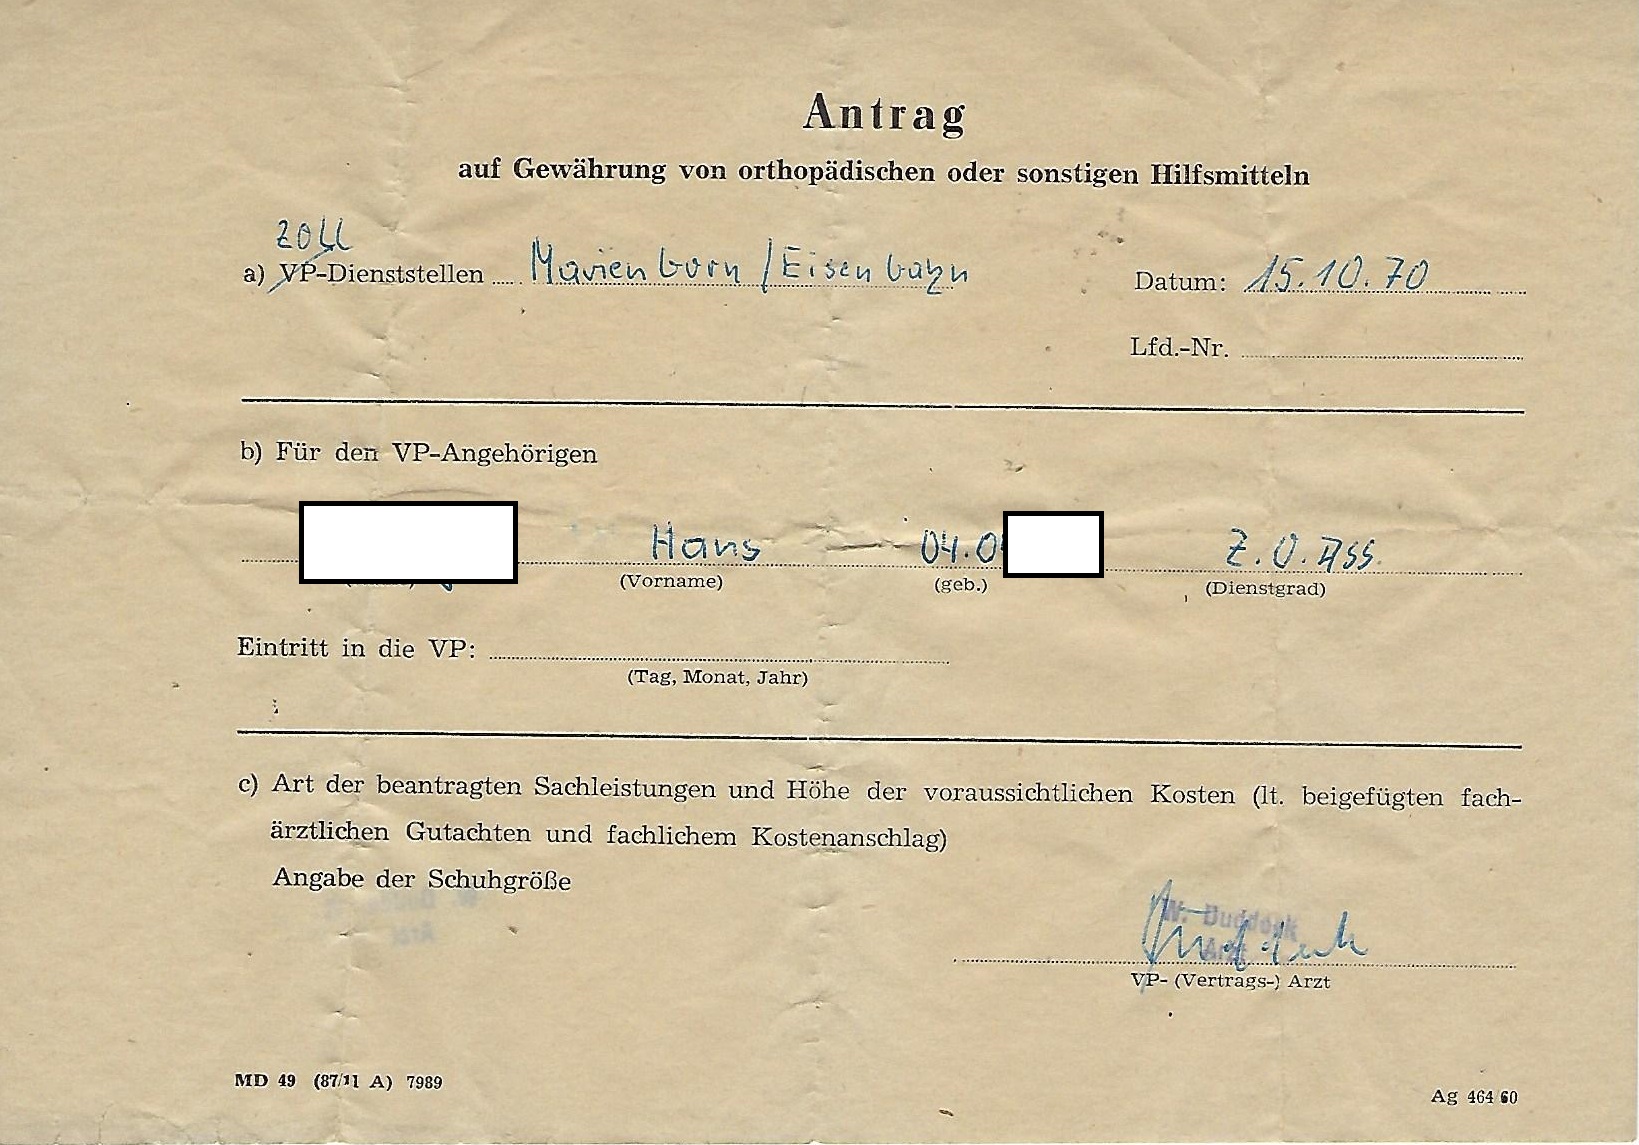 Antrag
auf Gewährung von orthopädischen oder sonstigen Hilfsmitteln
Zoll
a) VP-Dienststellen Marienborn / Eisenbahn Datum: 15.10.70
Lfd.-Nr.
b) Für den VP-Angehörigen
Hans 04.0 Z.O.Ass.
(Vorname) (geb.) (Dienstgrad)
Eintritt in die VP:
(Tag, Monat, Jahr)
c) Art der beantragten Sachleistungen und Höhe der voraussichtlichen Kosten (lt. beigefügten fach-
ärztlichen Gutachten und fachlichem Kostenanschlag)
Angabe der Schuhgröße
W. Duddeck
Arzt
VP- (Vertrags-) Arzt
MD 49 (87/11 A) 7989
Ag 464 60